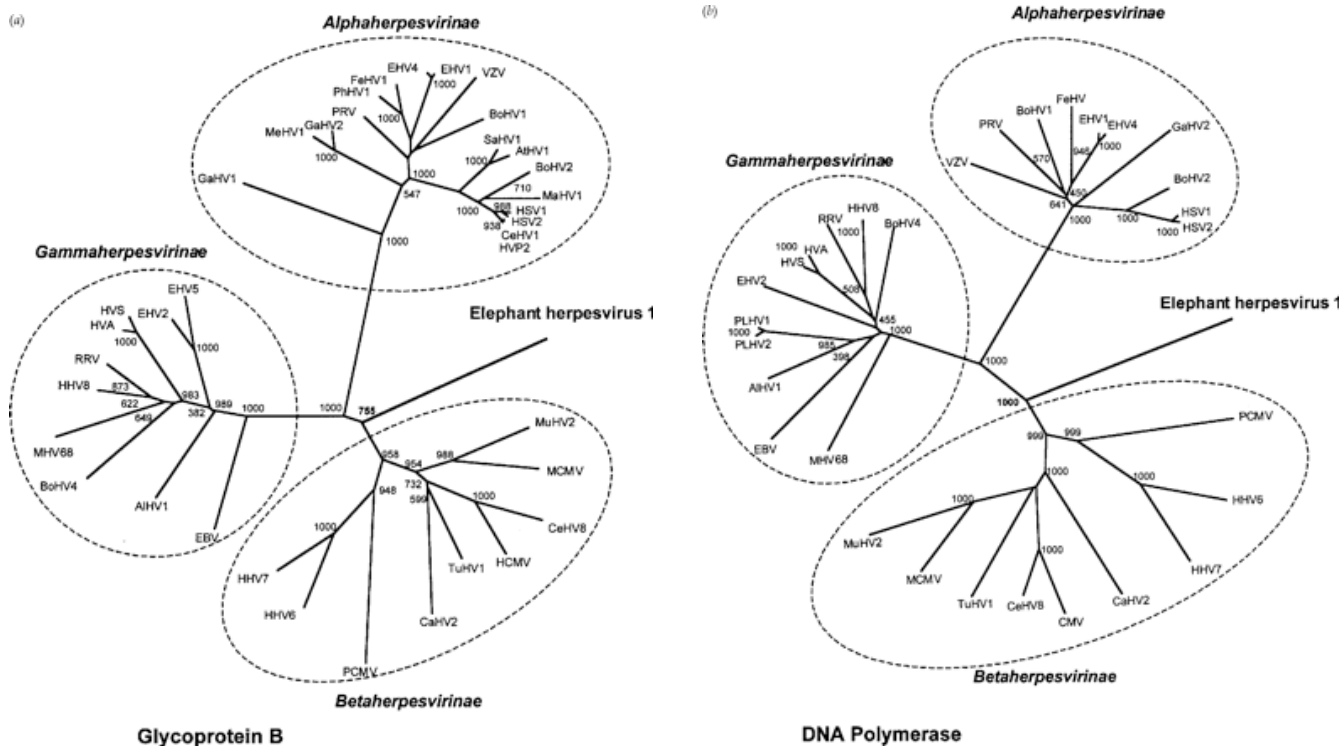 (a)
Alphaherpesvirinae
EHV4
EHV1
VZV
FeHV1
1000
PhHV1
PRV
1000
BoHV1
GaHV2
MeHV1
SaHV1
AtHV1
1000
1000
BoHV2
1000
710
GaHV1
547
MaHV1
1000
988
HSV1
HSV2
938
CeHV1
HVP2
1000
Gammaherpesvirinae
EHV5
HVS
EHV2
HVA
1000
1000
RRV
HHV8
873
983
989
622
382
1000
649
MHV68
BoHV4
AlHV1
EBV
Elephant herpesvirus 1
1000
755
MuHV2
958
954
988
MCMV
948
732
599
1000
CeHV8
1000
HCMV
TuHV1
HHV7
HHV6
CaHV2
PCMV
Betaherpesvirinae
Glycoprotein B
(b)
Alphaherpesvirinae
FeHV
BoHV1
EHV1
EHV4
GaHV2
PRV
1000
946
570
VZV
450
BoHV2
641
1000
1000
HSV1
HSV2
1000
Gammaherpesvirinae
HHV8
RRV
BoHV4
1000
1000
HVA
HVS
EHV2
508
455
1000
PLHV1
1000
PLHV2
985
398
AlHV1
EBV
MHV68
Elephant herpesvirus 1
1000
1000
PCMV
999
999
1000
1000
1000
HHV6
MuHV2
1000
HHV7
MCMV
TuHV1
CeHV8
CMV
CaHV2
Betaherpesvirinae
DNA Polymerase